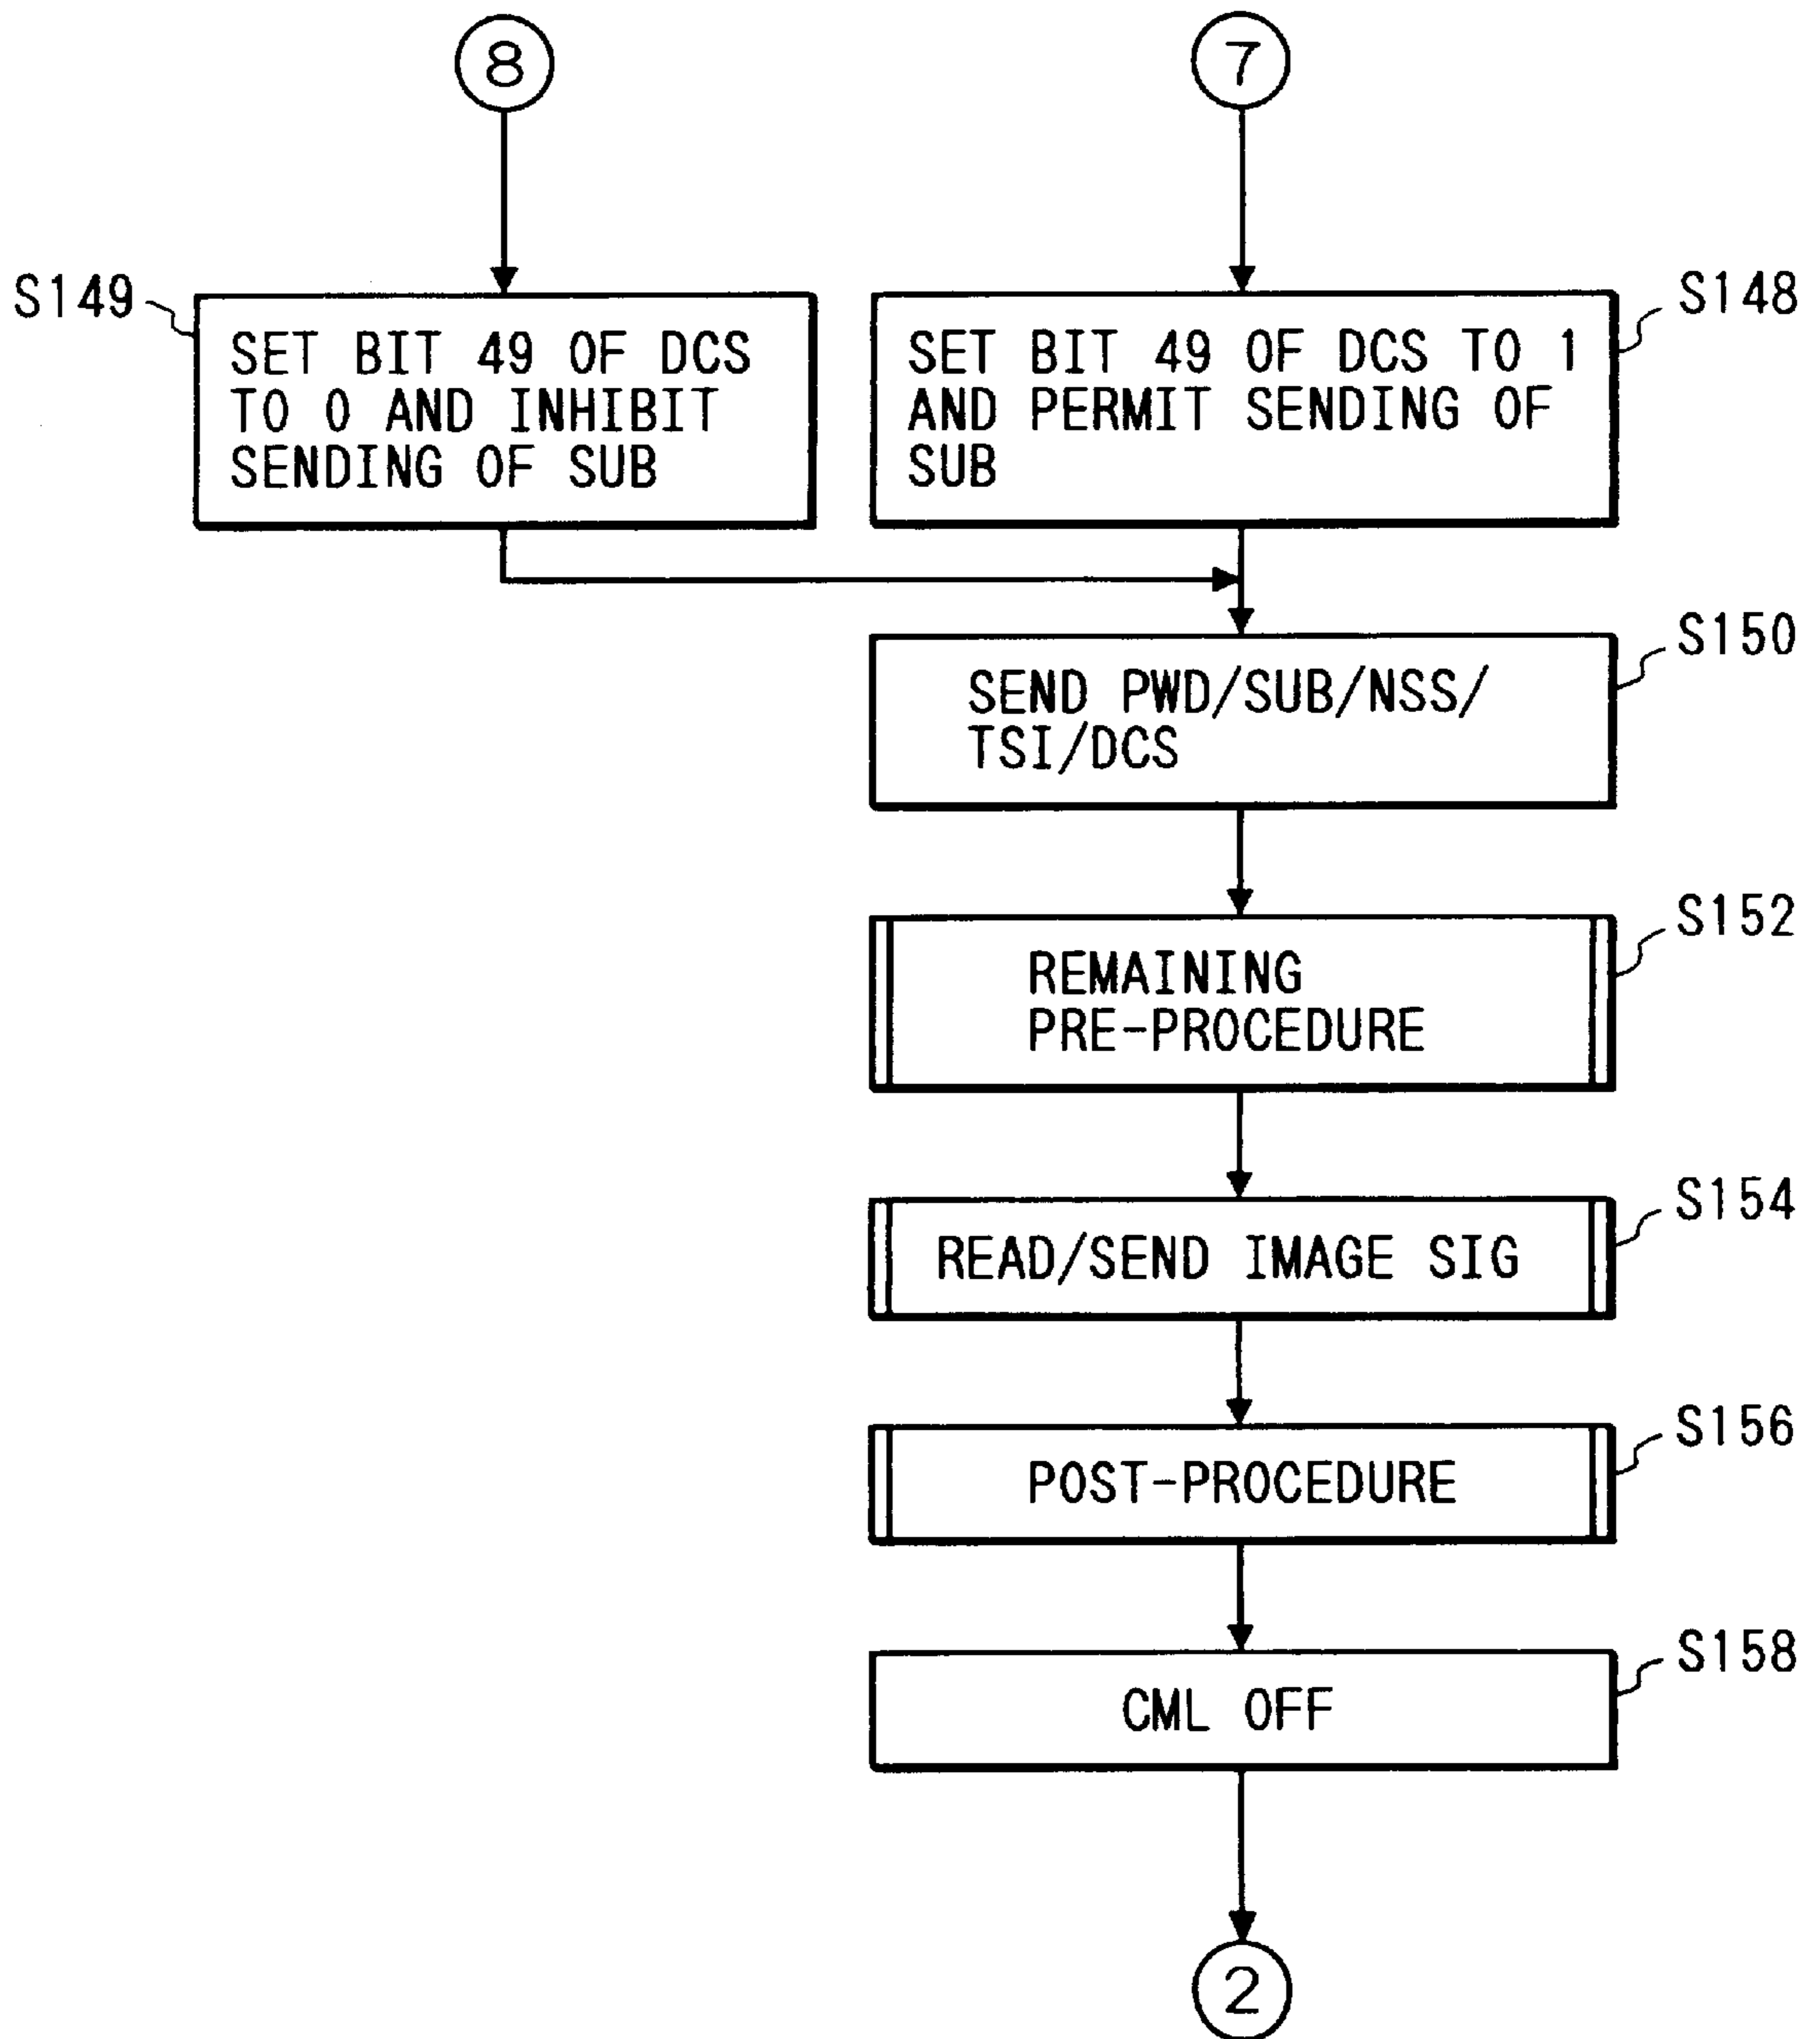 8
7
S149
SET BIT 49 OF DCS
TO 0 AND INHIBIT
SENDING OF SUB
S148
SET BIT 49 OF DCS TO 1
AND PERMIT SENDING OF
SUB
S150
SEND PWD/SUB/NSS/
TSI/DCS
S152
REMAINING
PRE-PROCEDURE
S154
READ/SEND IMAGE SIG
S156
POST-PROCEDURE
S158
CML OFF
2